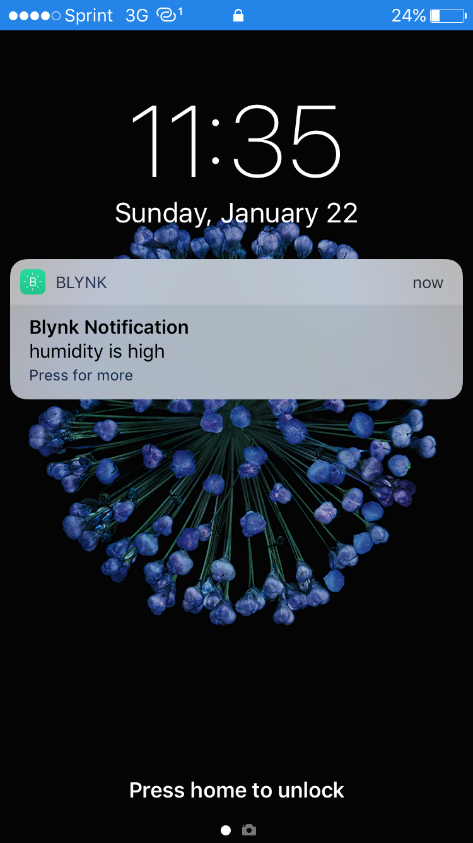 Sprint 3G 1 24%
11:35
Sunday, January 22
B BLYNK now
Blynk Notification
humidity is high
Press for more
Press home to unlock